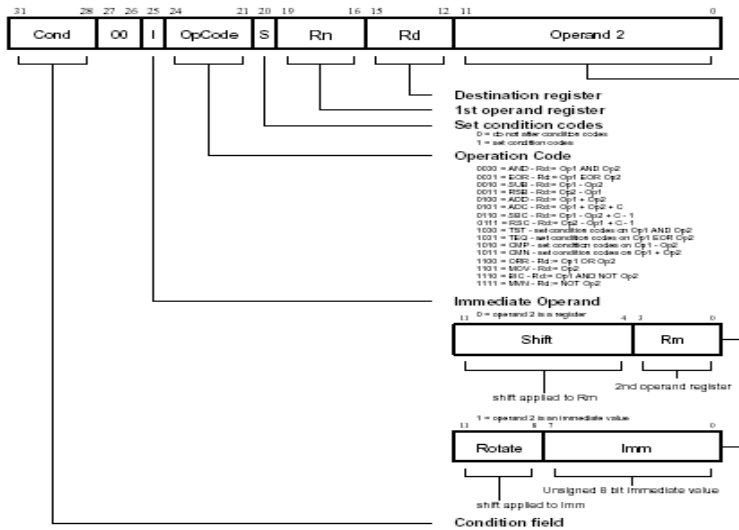 31 28 27 26 25 24 21 20 19 16 15 12 11 0
Cond 00 I OpCode S Rn Rd Operand 2
Destination register
1st operand register
Set condition codes
0 = do not alter condition codes
1 = set condition codes
Operation Code
0000 = AND - Rd:= Op1 AND Op2
0001 = EOR - Rd:= Op1 EOR Op2
0010 = SUB - Rd:= Op1 - Op2
0011 = RSB - Rd:= Op2 - Op1
0100 = ADD - Rd:= Op1 + Op2
0101 = ADC - Rd:= Op1 + Op2 + C
0110 = SBC - Rd:= Op1 - Op2 + C - 1
0111 = RSC - Rd:= Op2 - Op1 + C - 1
1000 = TST - set condition codes on Op1 AND Op2
1001 = TEQ - set condition codes on Op1 EOR Op2
1010 = CMP - set condition codes on Op1 - Op2
1011 = CMN - set condition codes on Op1 + Op2
1100 = ORR - Rd:= Op1 OR Op2
1101 = MOV - Rd:= Op2
1110 = BIC - Rd:= Op1 AND NOT Op2
1111 = MVN - Rd:= NOT Op2
Immediate Operand
0 = operand 2 is a register
11 4 3 0
Shift Rm
2nd operand register
shift applied to Rm
1 = operand 2 is an immediate value
11 8 7 0
Rotate Imm
Unsigned 8 bit immediate value
shift applied to Imm
Condition field